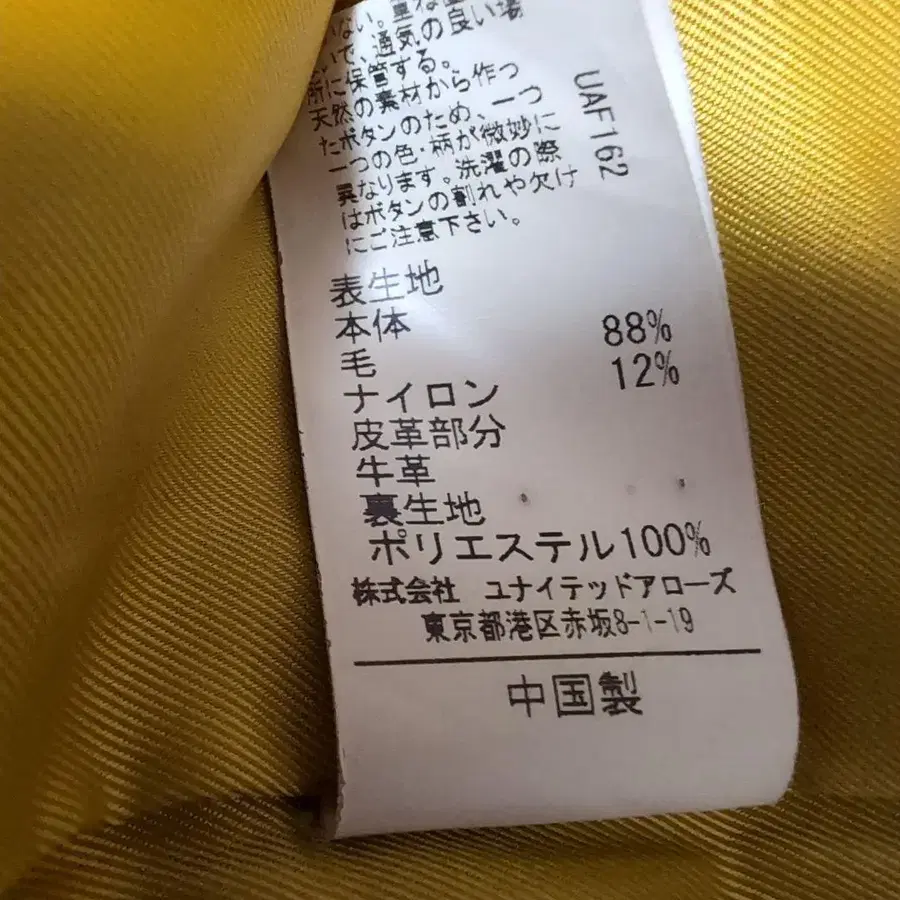 ない。重ね
で、通気の良い場
所に保管する。
天然の素材から作っ
たボタンのため、一つ
一つの色・柄が微妙に
異なります。洗濯の際
はボタンの割れや欠け
にご注意下さい。
UAF162
表生地
本体
毛 88%
ナイロン 12%
皮革部分
牛革
裏生地
ポリエステル100%
株式会社 ユナイテッドアローズ
東京都港区赤坂8-1-19
中国製